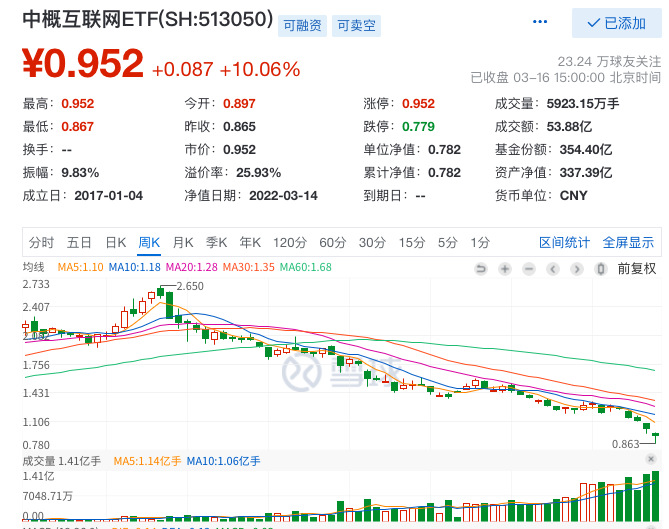 中概互联网ETF(SH:513050) 可融资 可卖空 ··· 已添加
¥0.952 +0.087 +10.06% 23.24 万球友关注
已收盘 03-16 15:00:00 北京时间
最高：0.952 今开：0.897 涨停：0.952 成交量：5923.15万手
最低：0.867 昨收：0.865 跌停：0.779 成交额：53.88亿
换手：-- 市价：0.952 单位净值：0.782 基金份额：354.40亿
振幅：9.83% 溢价率：25.93% 累计净值：0.782 资产净值：337.39亿
成立日：2017-01-04 净值日期：2022-03-14 到期日：-- 货币单位：CNY
分时 五日 日K 周K 月K 季K 年K 120分 60分 30分 15分 5分 1分 区间统计 全屏显示
均线 MA5:1.10 MA10:1.18 MA20:1.28 MA30:1.35 MA60:1.68 前复权
2.733
2.650
2.407
2.082
雪球
1.756
1.431
1.106
0.863
0.780
成交量 1.41亿手 MA5:1.14亿手 MA10:1.06亿手
1.41亿
7048.71万
0.00